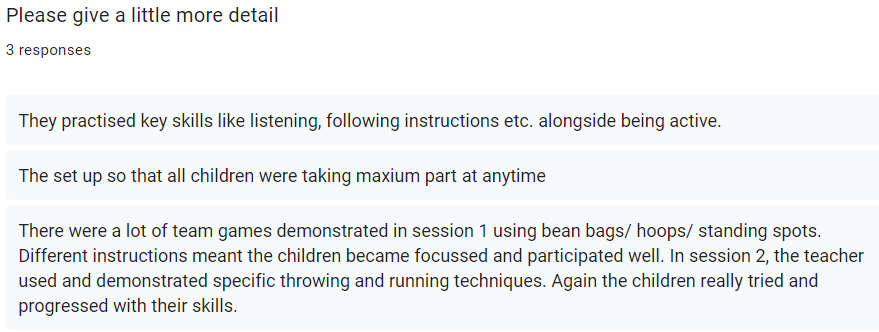 Please give a little more detail
3 responses
They practised key skills like listening, following instructions etc. alongside being active.
The set up so that all children were taking maxium part at anytime
There were a lot of team games demonstrated in session 1 using bean bags/ hoops/ standing spots.
Different instructions meant the children became focussed and participated well. In session 2, the teacher
used and demonstrated specific throwing and running techniques. Again the children really tried and
progressed with their skills.